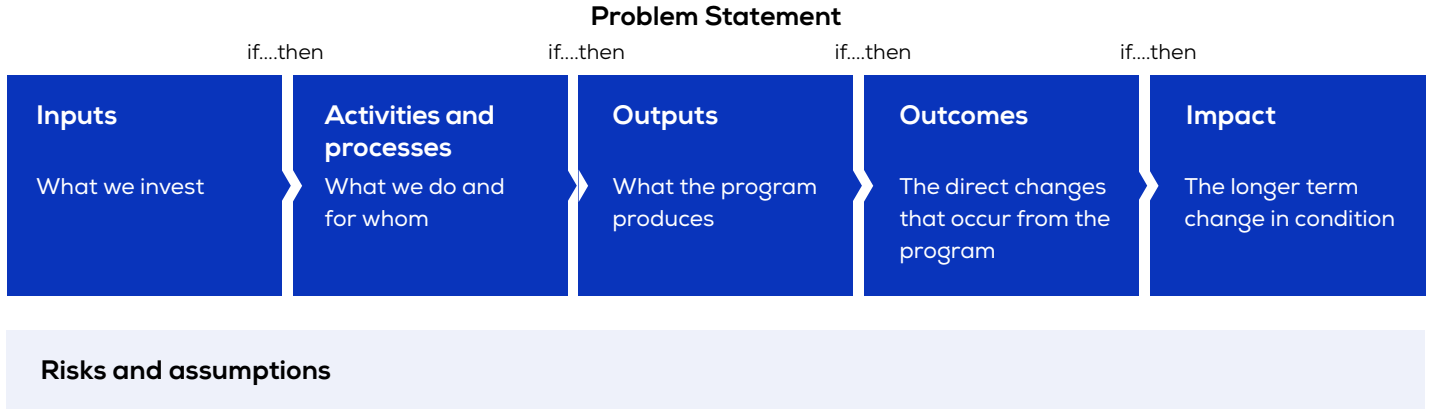 Problem Statement
if....then
if....then
if....then
if....then
Inputs
What we invest
Activities and
processes
What we do and
for whom
Outputs
What the program
produces
Outcomes
The direct changes
that occur from the
program
Impact
The longer term
change in condition
Risks and assumptions